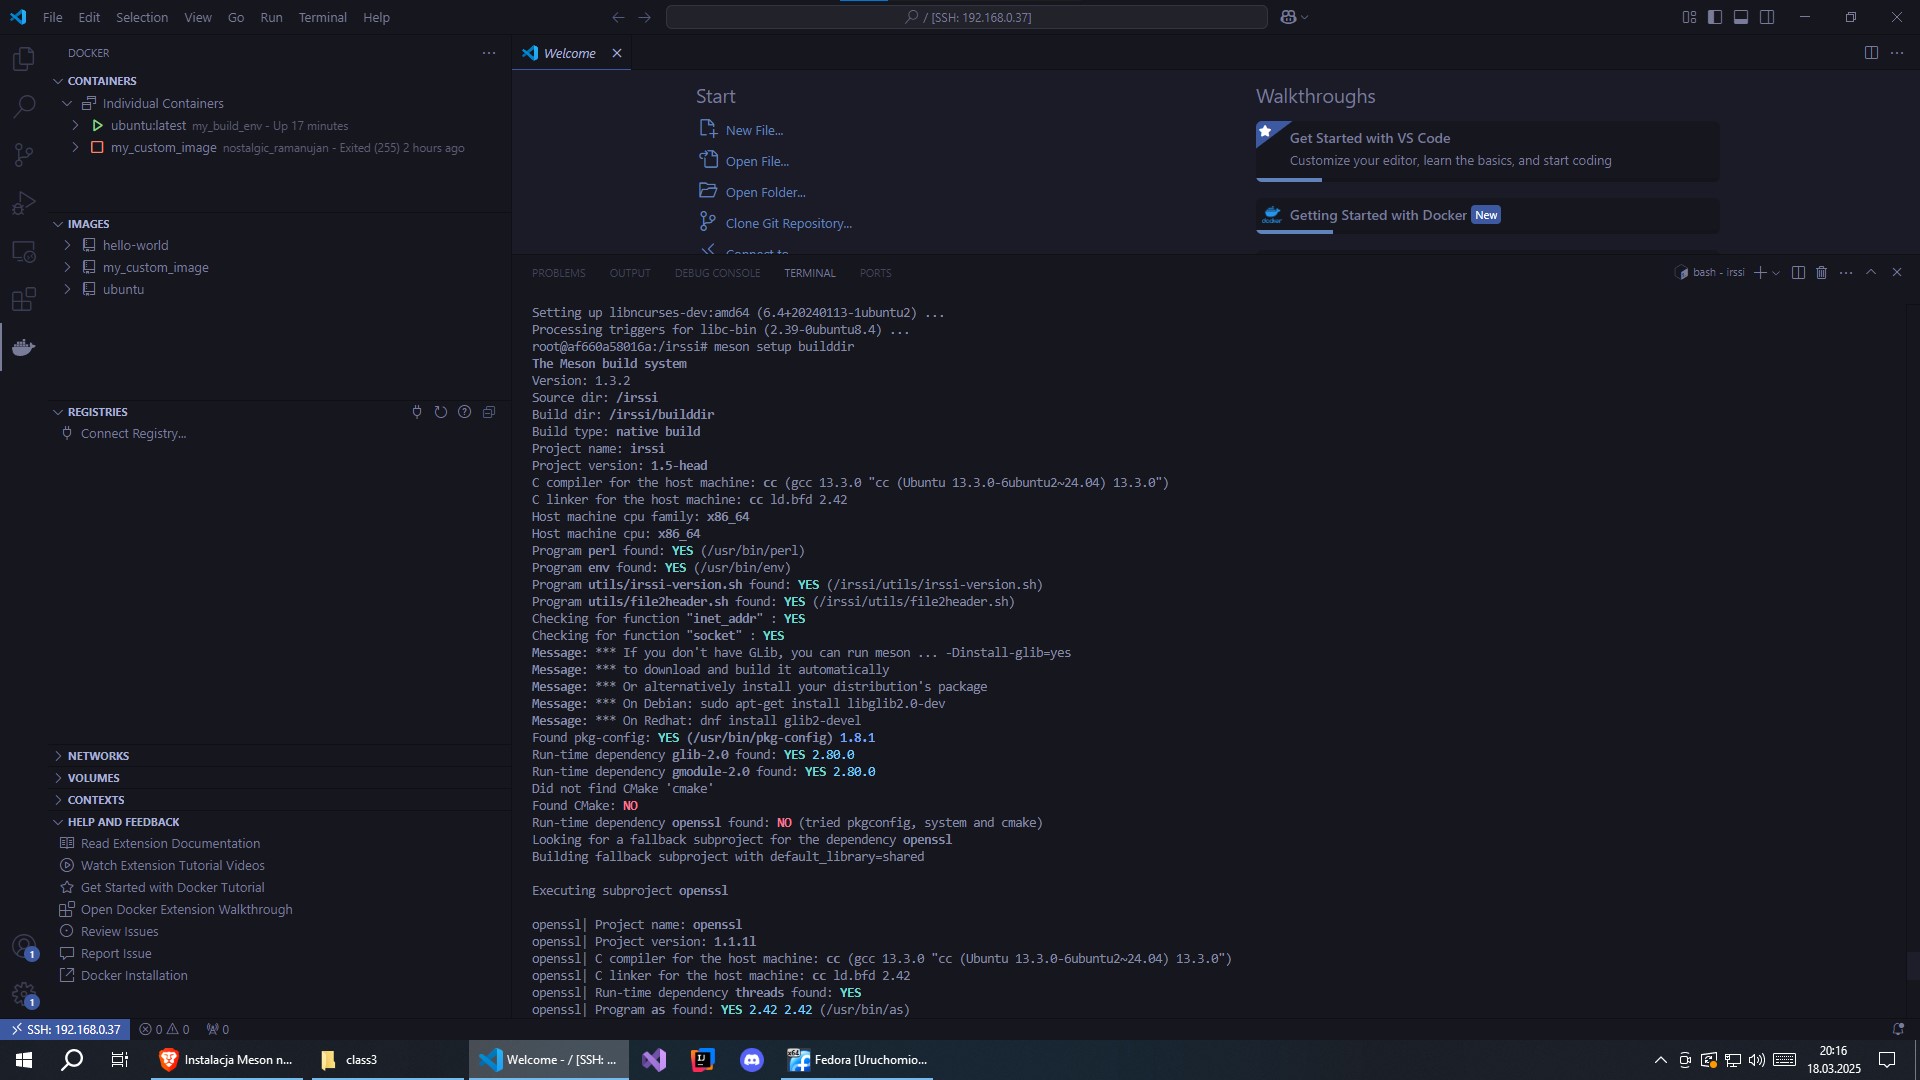 File Edit Selection View Go Run Terminal Help
/ [SSH: 192.168.0.37]
DOCKER
CONTAINERS
Individual Containers
ubuntu:latest my_build_env - Up 17 minutes
my_custom_image nostalgic_ramanujan - Exited (255) 2 hours ago
IMAGES
hello-world
my_custom_image
ubuntu
REGISTRIES
Connect Registry...
NETWORKS
VOLUMES
CONTEXTS
HELP AND FEEDBACK
Read Extension Documentation
Watch Extension Tutorial Videos
Get Started with Docker Tutorial
Open Docker Extension Walkthrough
Review Issues
Report Issue
Docker Installation
1
1
Welcome
Start
New File...
Open File...
Open Folder...
Clone Git Repository...
Connect to...
Walkthroughs
Get Started with VS Code
Customize your editor, learn the basics, and start coding
docker
Getting Started with Docker New
PROBLEMS OUTPUT DEBUG CONSOLE TERMINAL PORTS
bash - irssi
Setting up libncurses-dev:amd64 (6.4+20240113-1ubuntu2) ...
Processing triggers for libc-bin (2.39-0ubuntu8.4) ...
root@af660a58016a:/irssi# meson setup builddir
The Meson build system
Version: 1.3.2
Source dir: /irssi
Build dir: /irssi/builddir
Build type: native build
Project name: irssi
Project version: 1.5-head
C compiler for the host machine: cc (gcc 13.3.0 "cc (Ubuntu 13.3.0-6ubuntu2~24.04) 13.3.0")
C linker for the host machine: cc ld.bfd 2.42
Host machine cpu family: x86_64
Host machine cpu: x86_64
Program perl found: YES (/usr/bin/perl)
Program env found: YES (/usr/bin/env)
Program utils/irssi-version.sh found: YES (/irssi/utils/irssi-version.sh)
Program utils/file2header.sh found: YES (/irssi/utils/file2header.sh)
Checking for function "inet_addr" : YES
Checking for function "socket" : YES
Message: *** If you don't have GLib, you can run meson ... -Dinstall-glib=yes
Message: *** to download and build it automatically
Message: *** Or alternatively install your distribution's package
Message: *** On Debian: sudo apt-get install libglib2.0-dev
Message: *** On Redhat: dnf install glib2-devel
Found pkg-config: YES (/usr/bin/pkg-config) 1.8.1
Run-time dependency glib-2.0 found: YES 2.80.0
Run-time dependency gmodule-2.0 found: YES 2.80.0
Did not find CMake 'cmake'
Found CMake: NO
Run-time dependency openssl found: NO (tried pkgconfig, system and cmake)
Looking for a fallback subproject for the dependency openssl
Building fallback subproject with default_library=shared
Executing subproject openssl
openssl| Project name: openssl
openssl| Project version: 1.1.1l
openssl| C compiler for the host machine: cc (gcc 13.3.0 "cc (Ubuntu 13.3.0-6ubuntu2~24.04) 13.3.0")
openssl| C linker for the host machine: cc ld.bfd 2.42
openssl| Run-time dependency threads found: YES
openssl| Program as found: YES 2.42 2.42 (/usr/bin/as)
SSH: 192.168.0.37 0 0 0
Instalacja Meson n... class3 Welcome - / [SSH: ... IJ x64 Fedora [Uruchomio...
20:16
18.03.2025